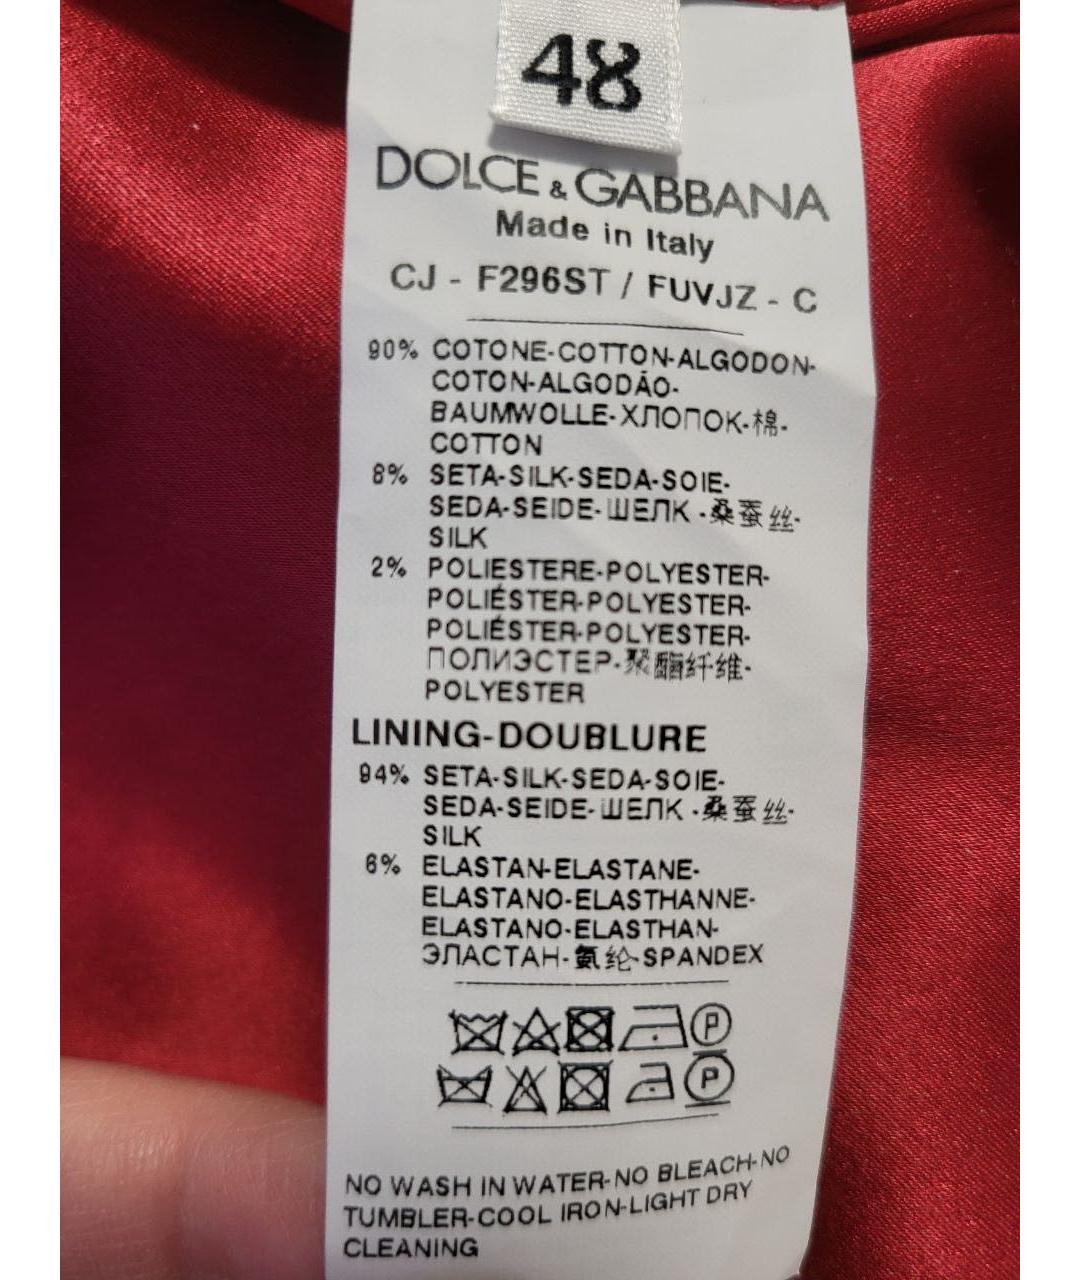 48
DOLCE & GABBANA
Made in Italy
CJ - F296ST / FUVJZ - C
90% COTONE-COTTON-ALGODON-
COTON-ALGODÃO-
BAUMWOLLE-ХЛОПОК-棉-
COTTON
8% SETA-SILK-SEDA-SOIE-
SEDA-SEIDE-ШЕЛК -桑蚕丝-
SILK
2% POLIESTERE-POLYESTER-
POLIÉSTER-POLYESTER-
POLIÉSTER-POLYESTER-
ПОЛИЭСТЕР-聚酯纤维-
POLYESTER
LINING-DOUBLURE
94% SETA-SILK-SEDA-SOIE-
SEDA-SEIDE-ШЕЛК -桑蚕丝-
SILK
6% ELASTAN-ELASTANE-
ELASTANO-ELASTHANNE-
ELASTANO-ELASTHAN-
ЭЛАСТАН-氨纶-SPANDEX
P
P
NO WASH IN WATER-NO BLEACH-NO
TUMBLER-COOL IRON-LIGHT DRY
CLEANING